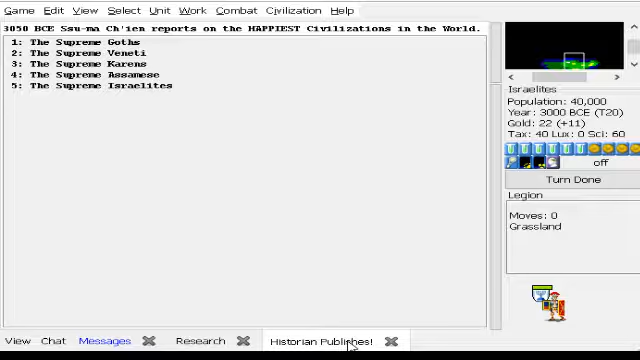 Game Edit View Select Unit Work Combat Civilization Help
3050 BCE Ssu-ma Ch'ien reports on the HAPPIEST Civilizations in the World.
1: The Supreme Goths
2: The Supreme Veneti
3: The Supreme Karens
4: The Supreme Assamese
5: The Supreme Israelites
Israelites
Population: 40,000
Year: 3000 BCE (T20)
Gold: 22 (+11)
Tax: 40 Lux: 0 Sci: 60
off
Turn Done
Legion
Moves: 0
Grassland
View Chat Messages Research Historian Publishes!